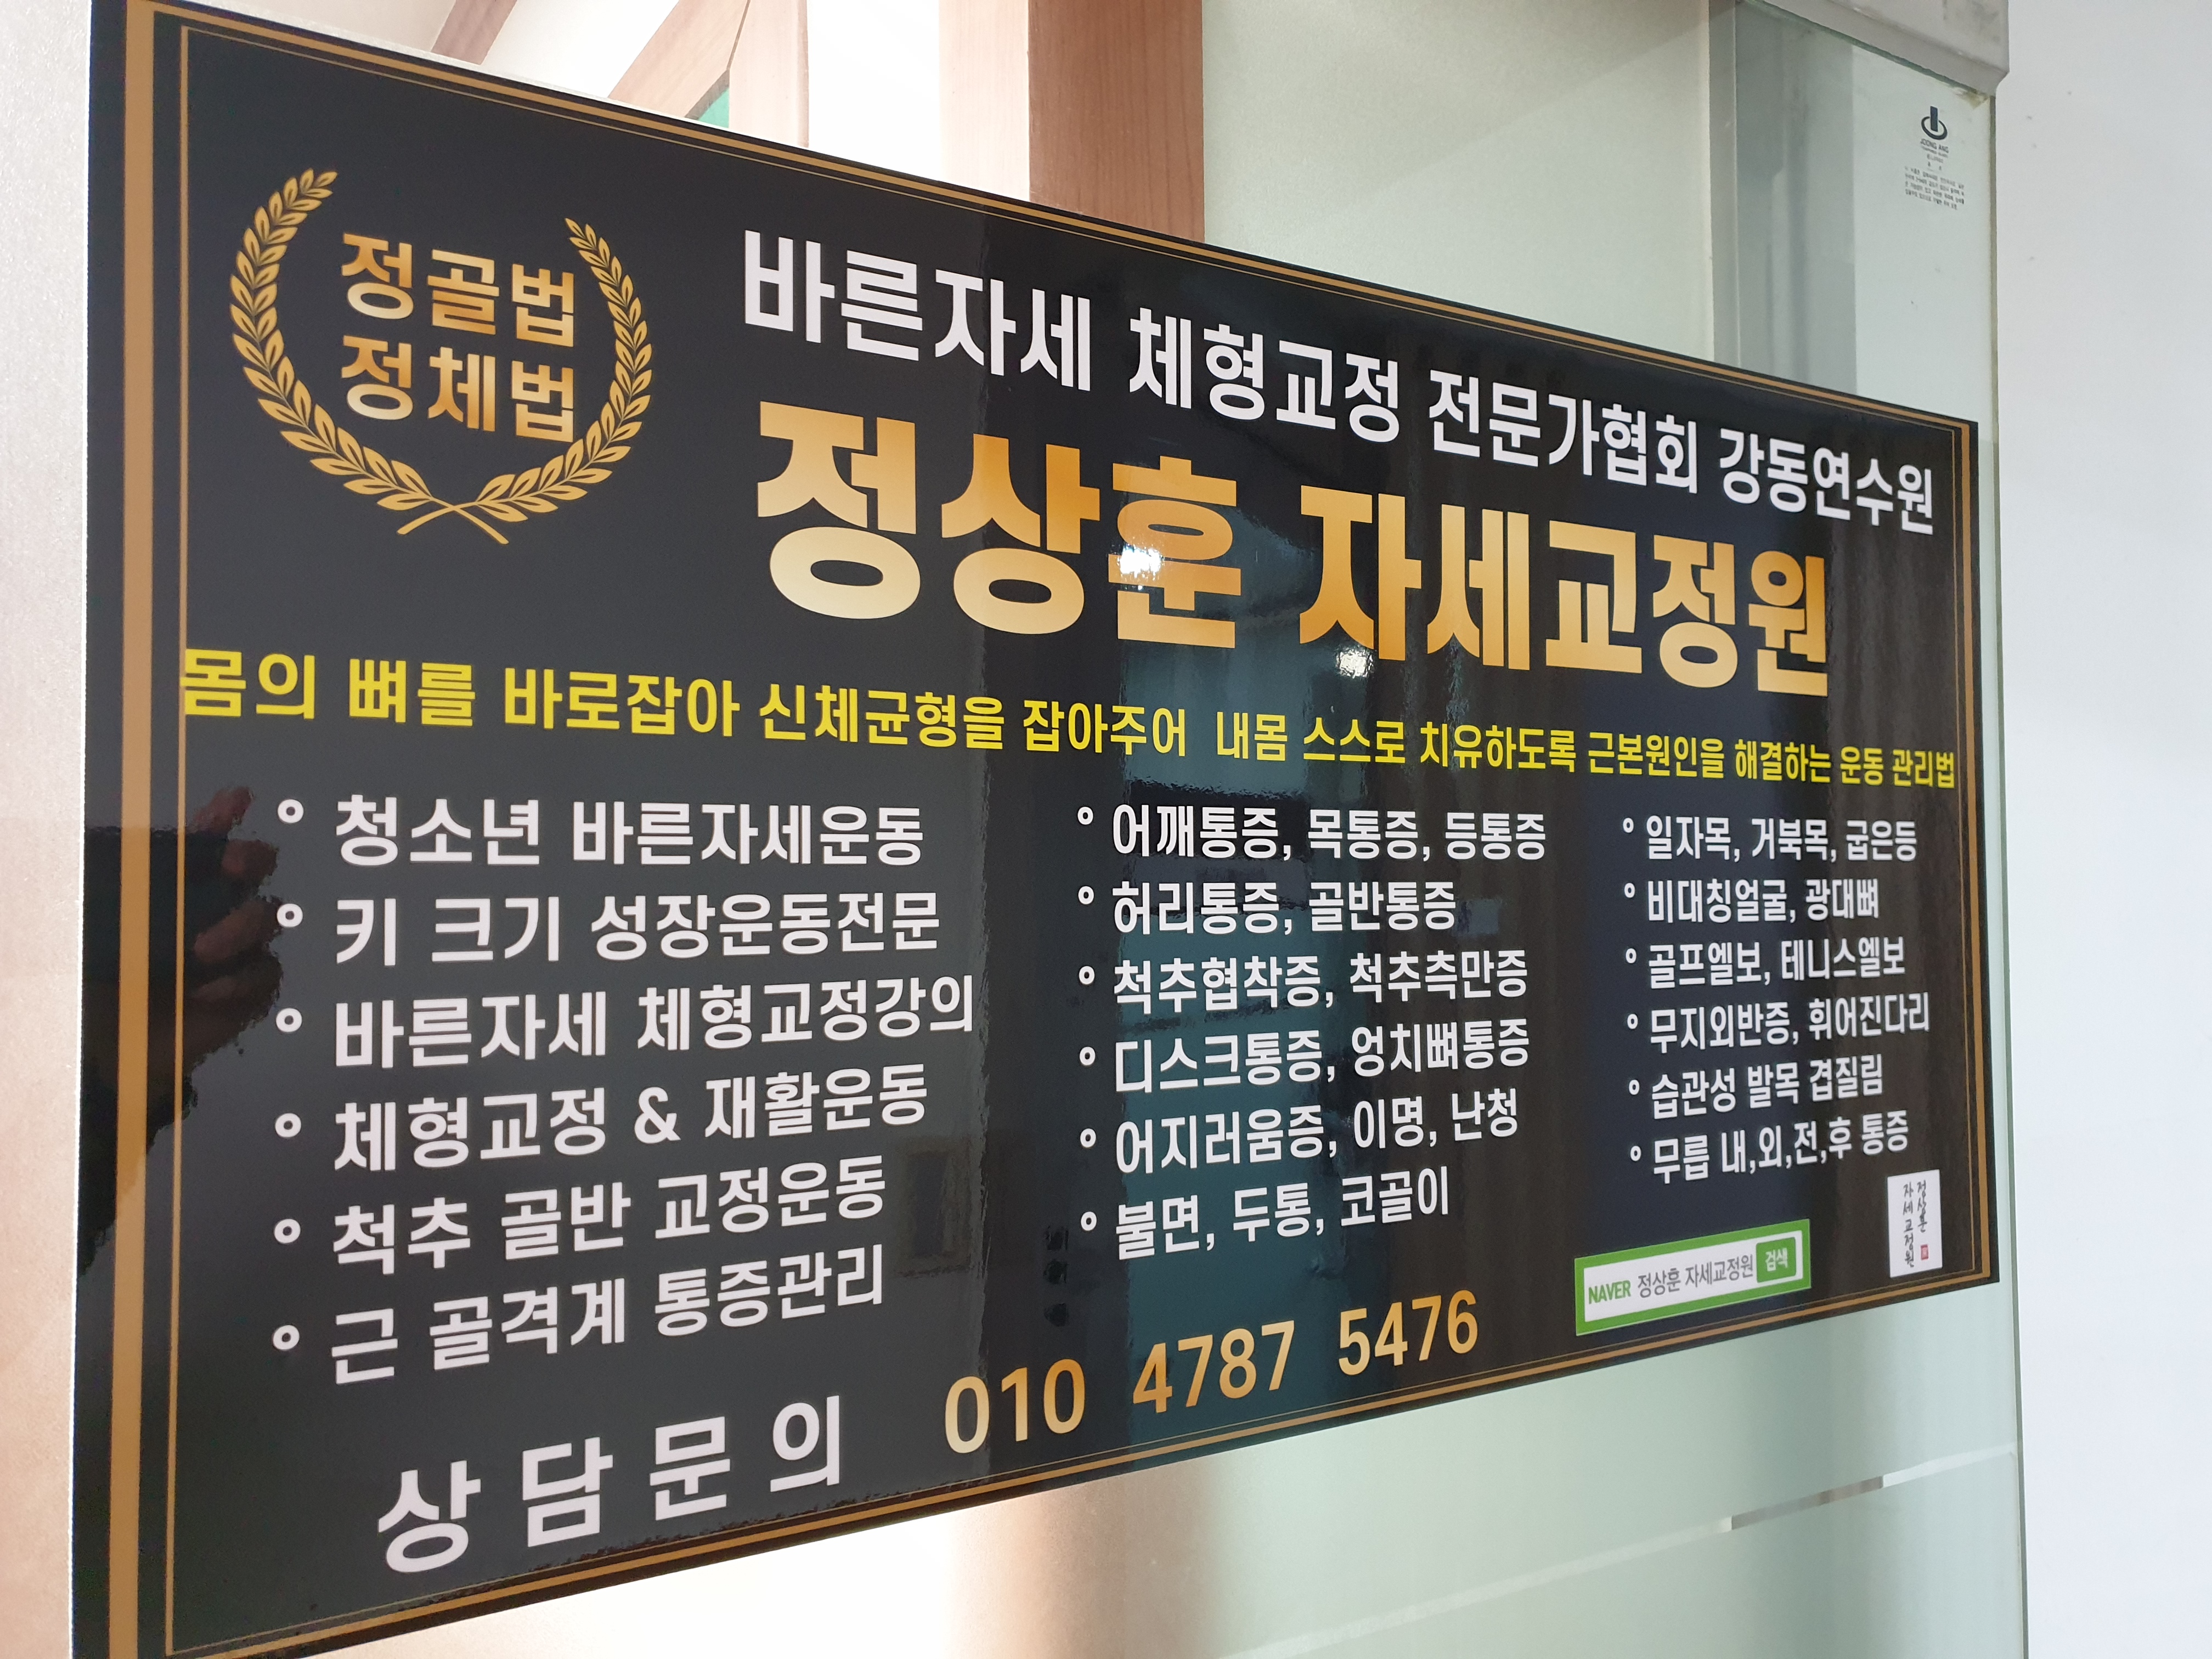 정골법
정체법
바른자세 체형교정 전문가협회 강동연수원
정상훈 자세교정원
몸의 뼈를 바로잡아 신체균형을 잡아주어 내몸 스스로 치유하도록 근본원인을 해결하는 운동 관리법
° 청소년 바른자세운동
° 키 크기 성장운동전문
° 바른자세 체형교정강의
° 체형교정 & 재활운동
° 척추 골반 교정운동
° 근 골격계 통증관리
° 어깨통증, 목통증, 등통증
° 허리통증, 골반통증
° 척추협착증, 척추측만증
° 디스크통증, 엉치뼈통증
° 어지러움증, 이명, 난청
° 불면, 두통, 코골이
° 일자목, 거북목, 굽은등
° 비대칭얼굴, 광대뼈
° 골프엘보, 테니스엘보
° 무지외반증, 휘어진다리
° 습관성 발목 겹질림
° 무릎 내,외,전,후 통증
상담문의 010 4787 5476
NAVER 정상훈 자세교정원 검색
정상훈
자세교정원
JOONG ANG